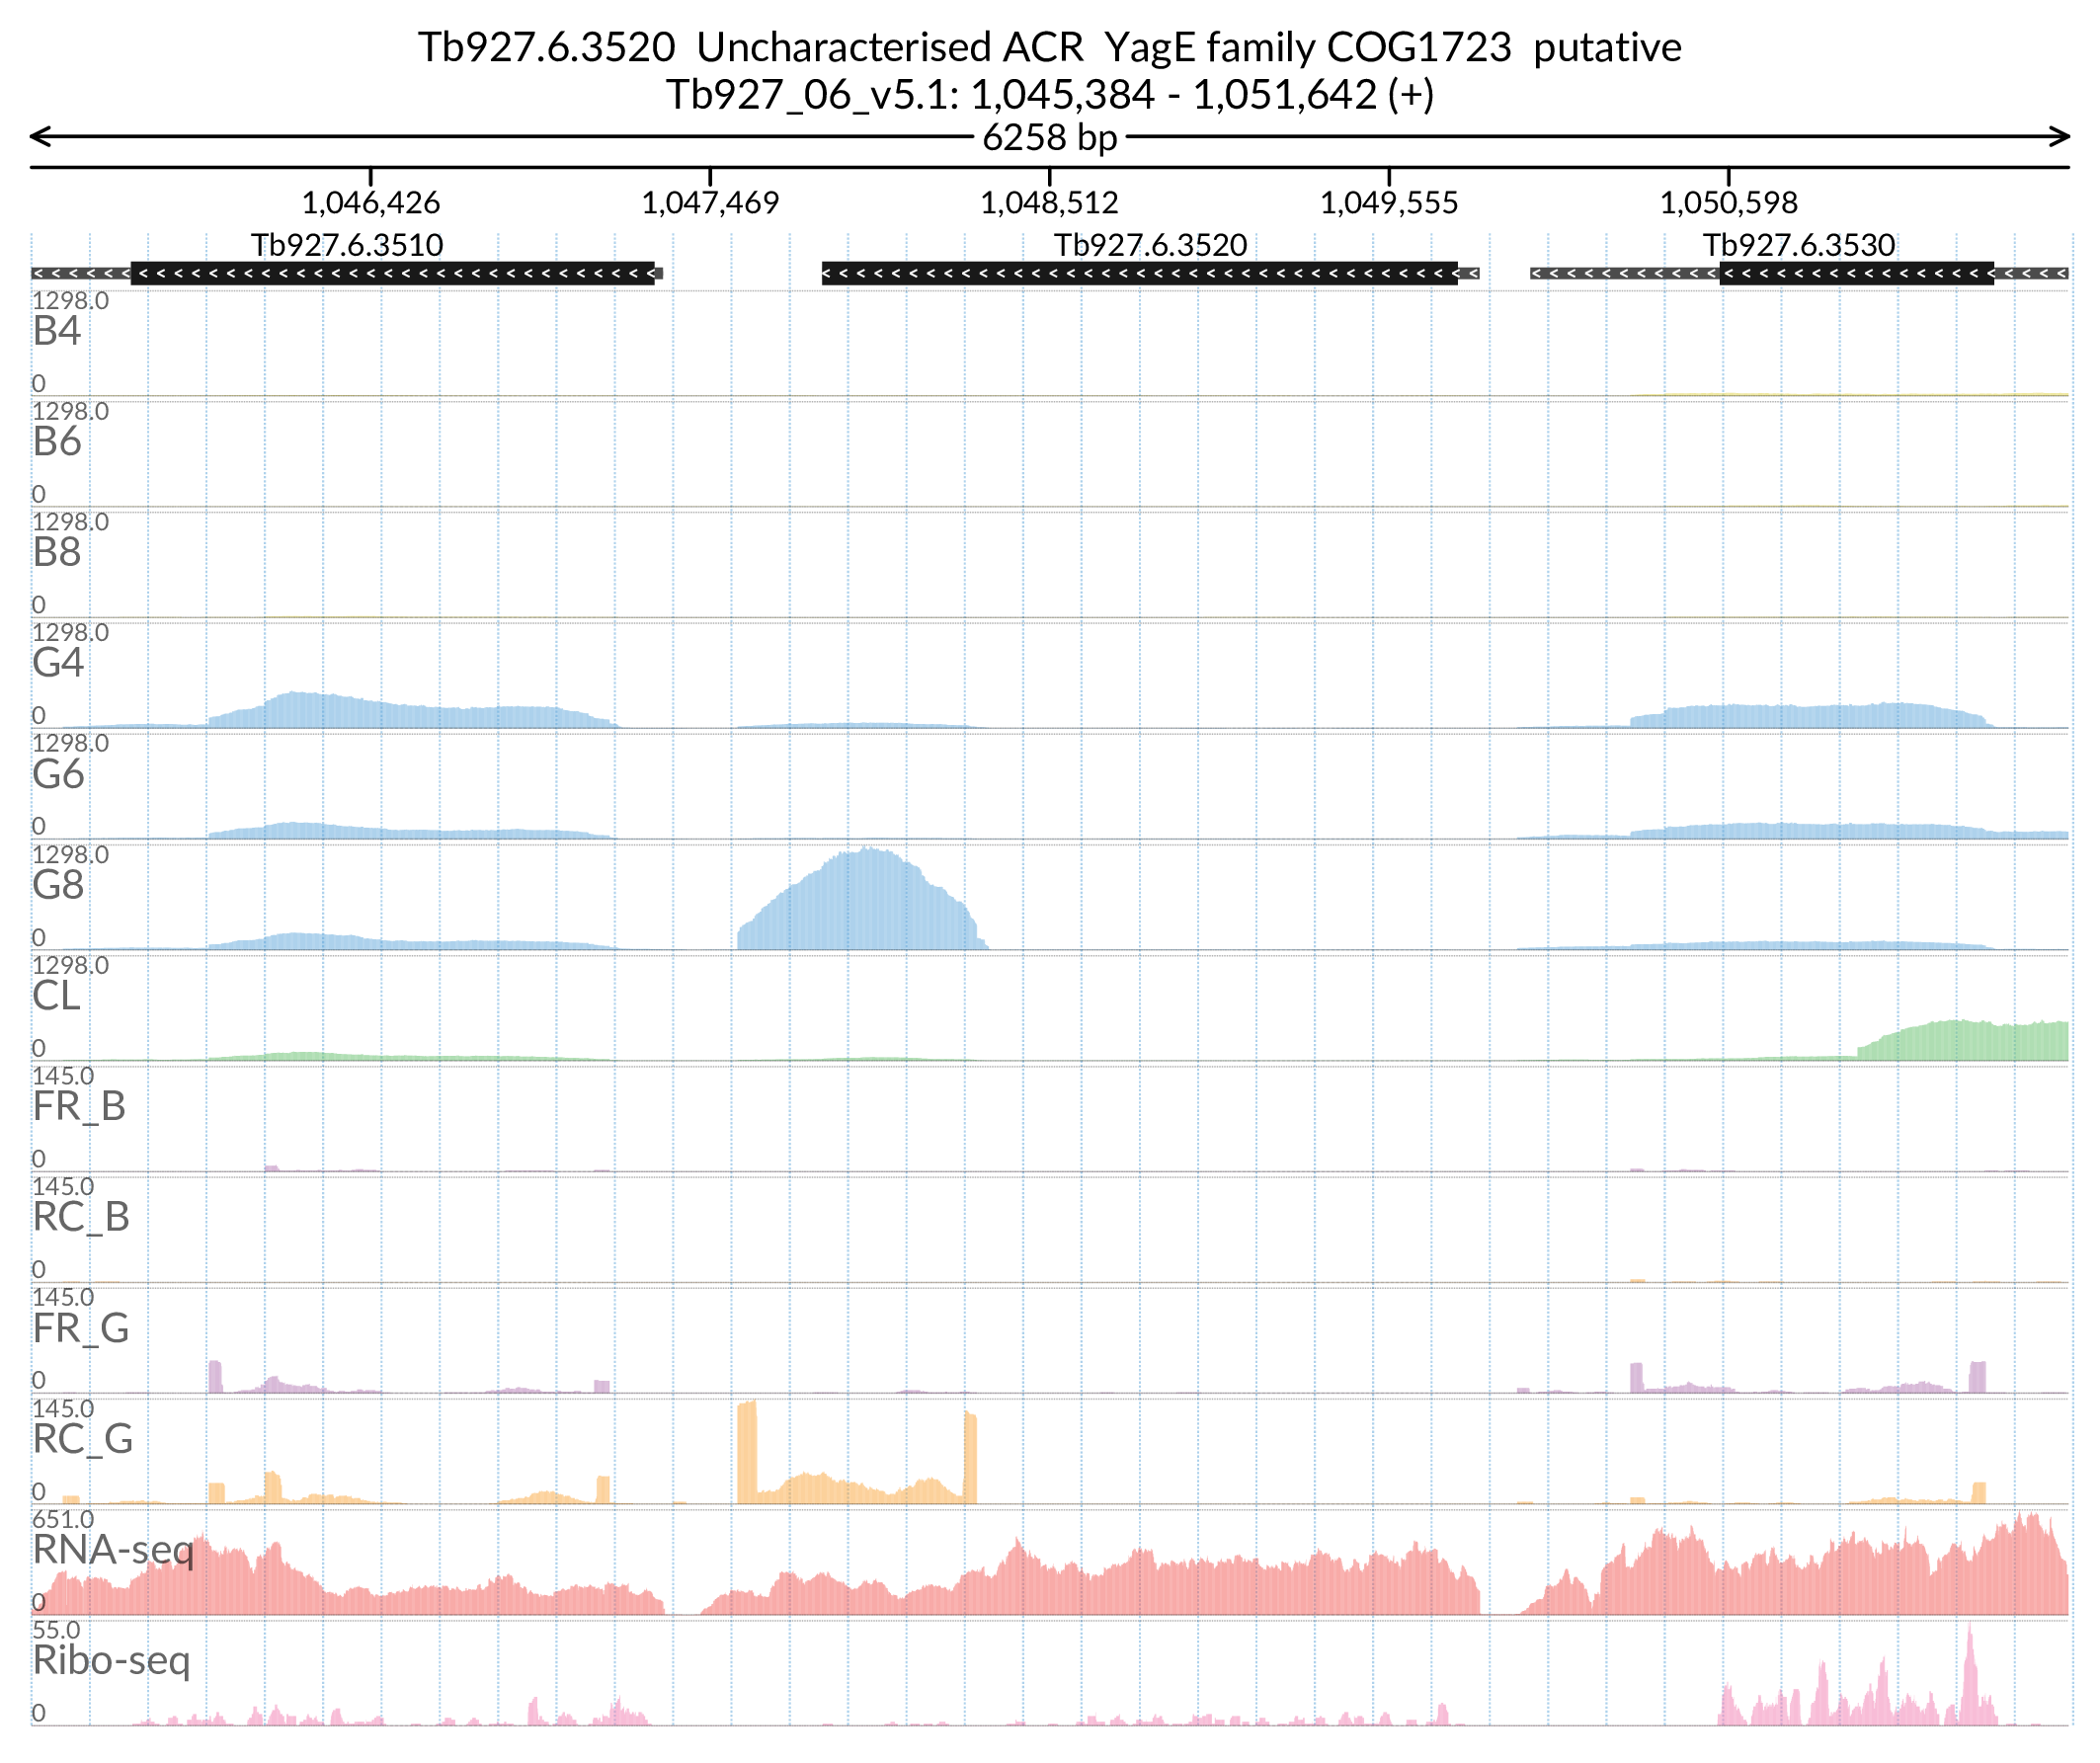 Tb927.6.3520  Uncharacterised ACR  YagE family COG1723  putative
Tb927_06_v5.1: 1,045,384 - 1,051,642 (+)
6258 bp
1,046,426 1,047,469 1,048,512 1,049,555 1,050,598
Tb927.6.3510 Tb927.6.3520 Tb927.6.3530
1298.0
B4
0
1298.0
B6
0
1298.0
B8
0
1298.0
G4
0
1298.0
G6
0
1298.0
G8
0
1298.0
CL
0
145.0
FR_B
0
145.0
RC_B
0
145.0
FR_G
0
145.0
RC_G
0
651.0
RNA-seq
0
55.0
Ribo-seq
0